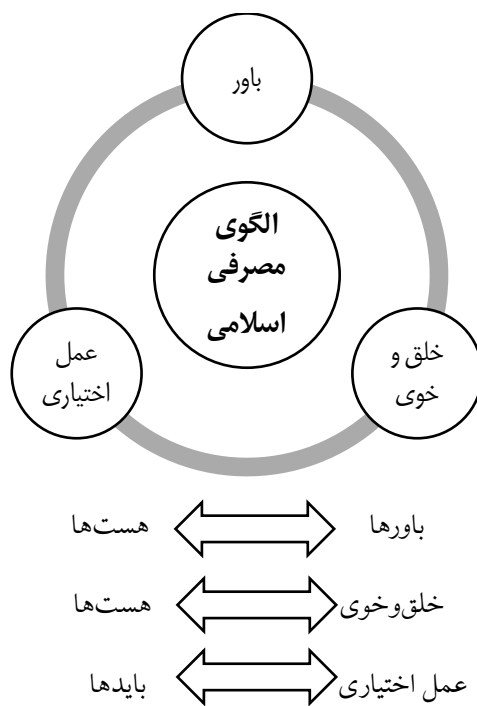 باور
الگوی
مصرفی
اسلامی
خلق و
خوی
عمل
اختیاری
باورها هست‌ها
خلق‌وخوی هست‌ها
عمل اختیاری بایدها